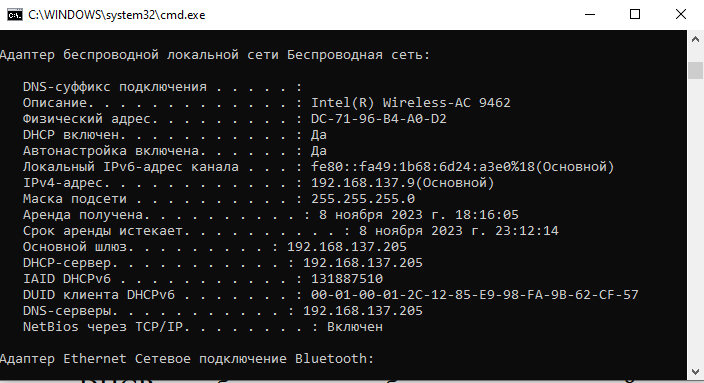 C:\WINDOWS\system32\cmd.exe
Адаптер беспроводной локальной сети Беспроводная сеть:
DNS-суффикс подключения . . . . . :
Описание. . . . . . . . . . . . . : Intel(R) Wireless-AC 9462
Физический адрес. . . . . . . . . : DC-71-96-B4-A0-D2
DHCP включен. . . . . . . . . . . : Да
Автонастройка включена. . . . . . : Да
Локальный IPv6-адрес канала . . . : fe80::fa49:1b68:6d24:a3e0%18(Основной)
IPv4-адрес. . . . . . . . . . . . : 192.168.137.9(Основной)
Маска подсети . . . . . . . . . . : 255.255.255.0
Аренда получена. . . . . . . . . . : 8 ноября 2023 г. 18:16:05
Срок аренды истекает. . . . . . . . . . : 8 ноября 2023 г. 23:12:14
Основной шлюз. . . . . . . . . : 192.168.137.205
DHCP-сервер. . . . . . . . . . . : 192.168.137.205
IAID DHCPv6 . . . . . . . . . . . : 131887510
DUID клиента DHCPv6 . . . . . . . : 00-01-00-01-2C-12-85-E9-98-FA-9B-62-CF-57
DNS-серверы. . . . . . . . . . . : 192.168.137.205
NetBios через TCP/IP. . . . . . . . : Включен
Адаптер Ethernet Сетевое подключение Bluetooth: